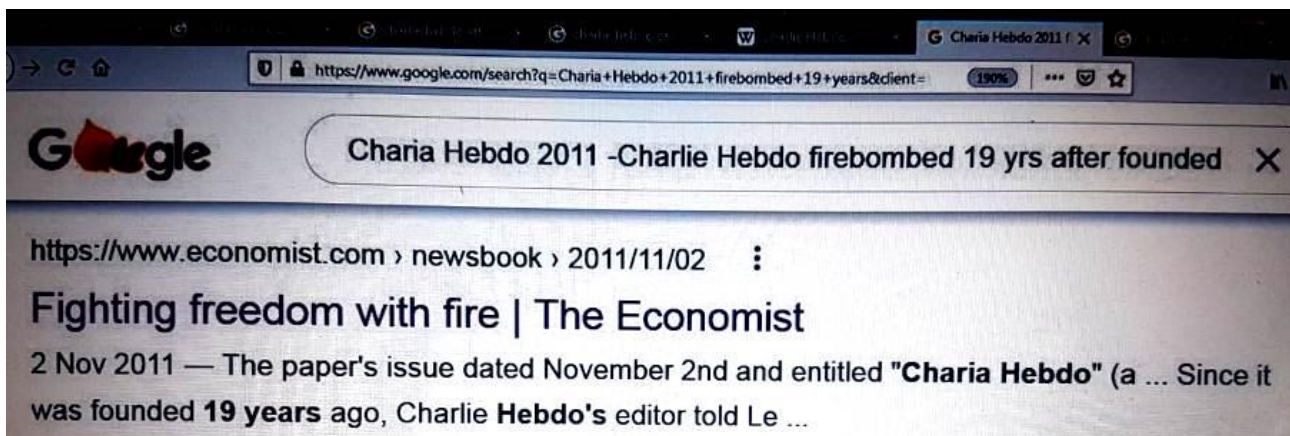 Charia Hebdo 2011 f
https://www.google.com/search?q=Charia+Hebdo+2011+firebombed+19+years&client=
190%
Google
Charia Hebdo 2011 -Charlie Hebdo firebombed 19 yrs after founded
https://www.economist.com › newsbook › 2011/11/02
Fighting freedom with fire | The Economist
2 Nov 2011 — The paper's issue dated November 2nd and entitled "Charia Hebdo" (a ... Since it
was founded 19 years ago, Charlie Hebdo's editor told Le ...